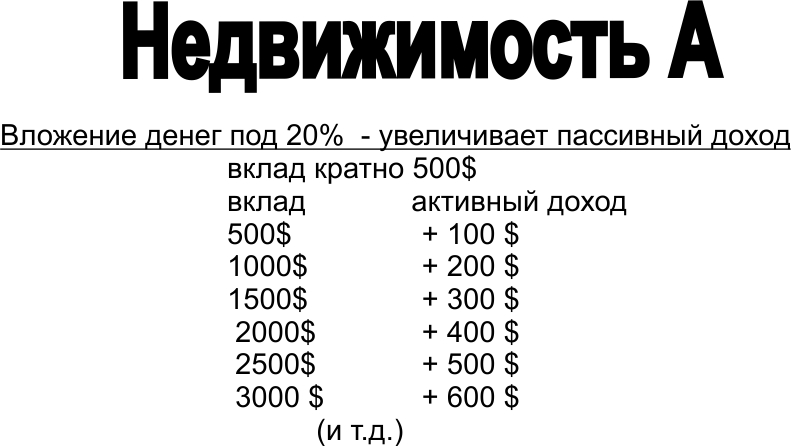 Недвижимость А
Вложение денег под 20% - увеличивает пассивный доход
вклад кратно 500$
вклад активный доход
500$ + 100 $
1000$ + 200 $
1500$ + 300 $
2000$ + 400 $
2500$ + 500 $
3000 $ + 600 $
(и т.д.)